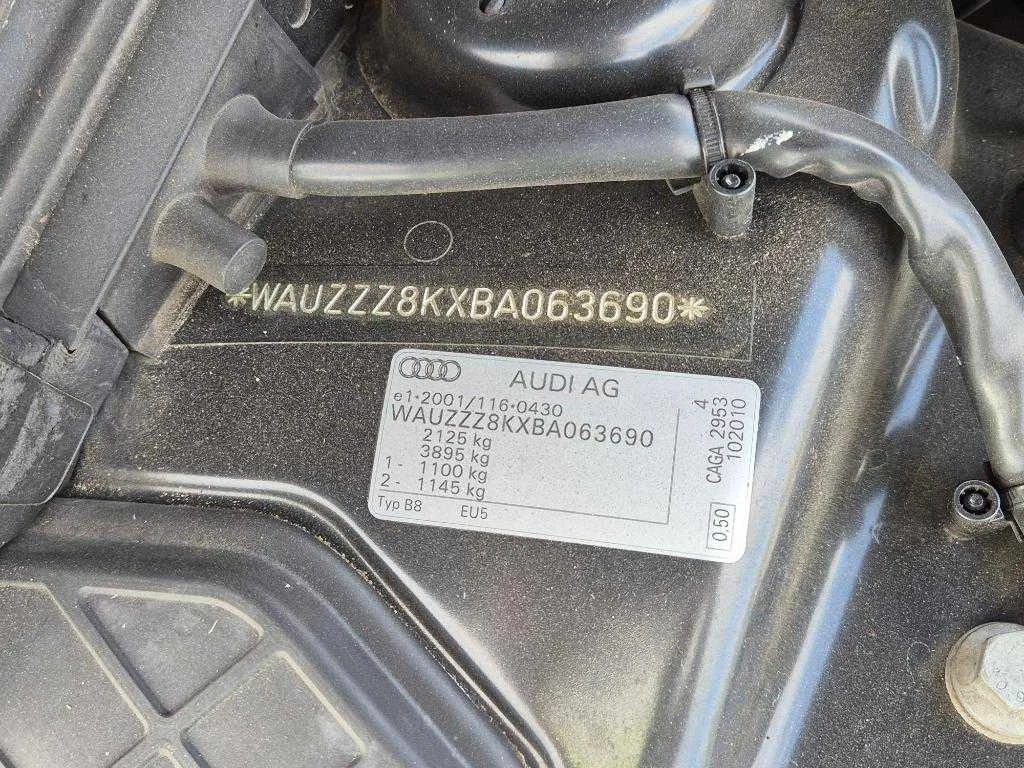 *WAUZZZ8KXBA063690*
AUDI AG
e1*2001/116*0430
WAUZZZ8KXBA063690
2125 kg
3895 kg
1- 1100 kg
2- 1145 kg
Typ B8 EU5
4
CAGA 2953
102010
0.50